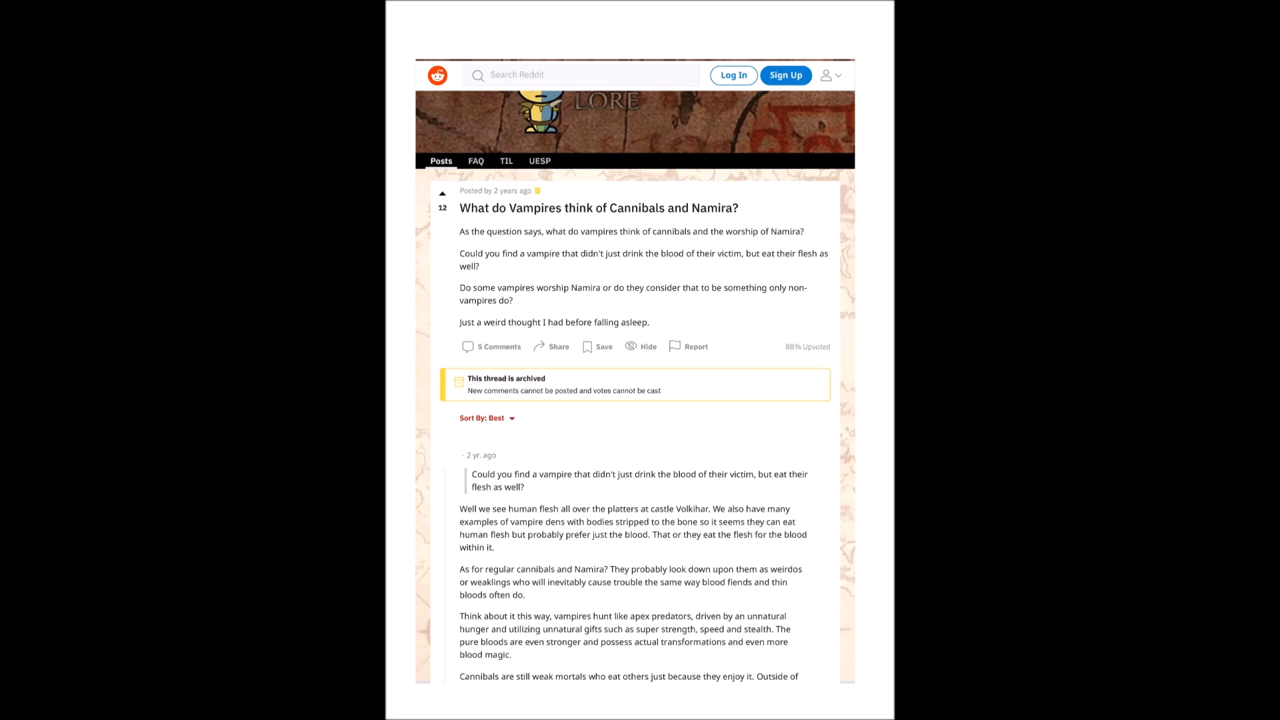 Search Reddit
Log In
Sign Up
LORE
Posts FAQ TIL UESP
Posted by 2 years ago
12
What do Vampires think of Cannibals and Namira?
As the question says, what do vampires think of cannibals and the worship of Namira?
Could you find a vampire that didn't just drink the blood of their victim, but eat their flesh as
well?
Do some vampires worship Namira or do they consider that to be something only non-
vampires do?
Just a weird thought I had before falling asleep.
5 Comments Share Save Hide Report 88% Upvoted
This thread is archived
New comments cannot be posted and votes cannot be cast
Sort By: Best
· 2 yr. ago
Could you find a vampire that didn't just drink the blood of their victim, but eat their
flesh as well?
Well we see human flesh all over the platters at castle Volkihar. We also have many
examples of vampire dens with bodies stripped to the bone so it seems they can eat
human flesh but probably prefer just the blood. That or they eat the flesh for the blood
within it.
As for regular cannibals and Namira? They probably look down upon them as weirdos
or weaklings who will inevitably cause trouble the same way blood fiends and thin
bloods often do.
Think about it this way, vampires hunt like apex predators, driven by an unnatural
hunger and utilizing unnatural gifts such as super strength, speed and stealth. The
pure bloods are even stronger and possess actual transformations and even more
blood magic.
Cannibals are still weak mortals who eat others just because they enjoy it. Outside of